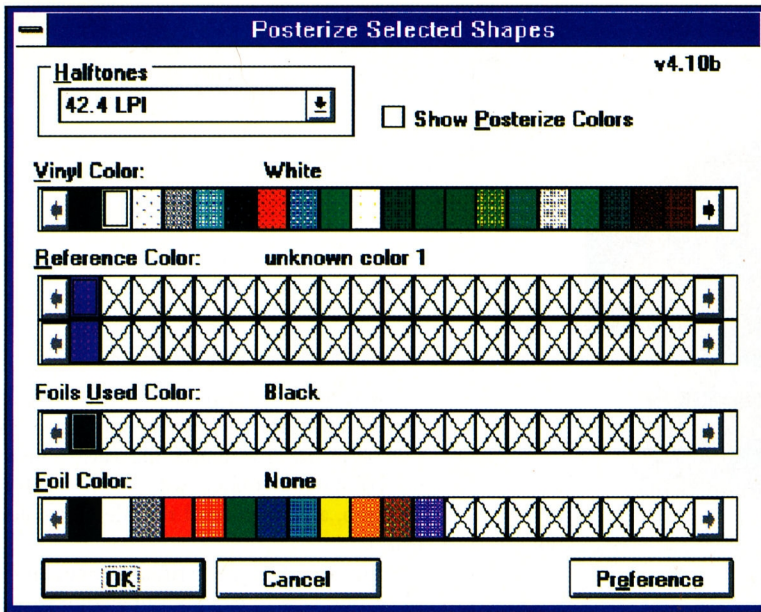 Posterize Selected Shapes
v4.10b
Halftones
42.4 LPI
Show Posterize Colors
Vinyl Color: White
Reference Color: unknown color 1
Foils Used Color: Black
Foil Color: None
OK Cancel Preference